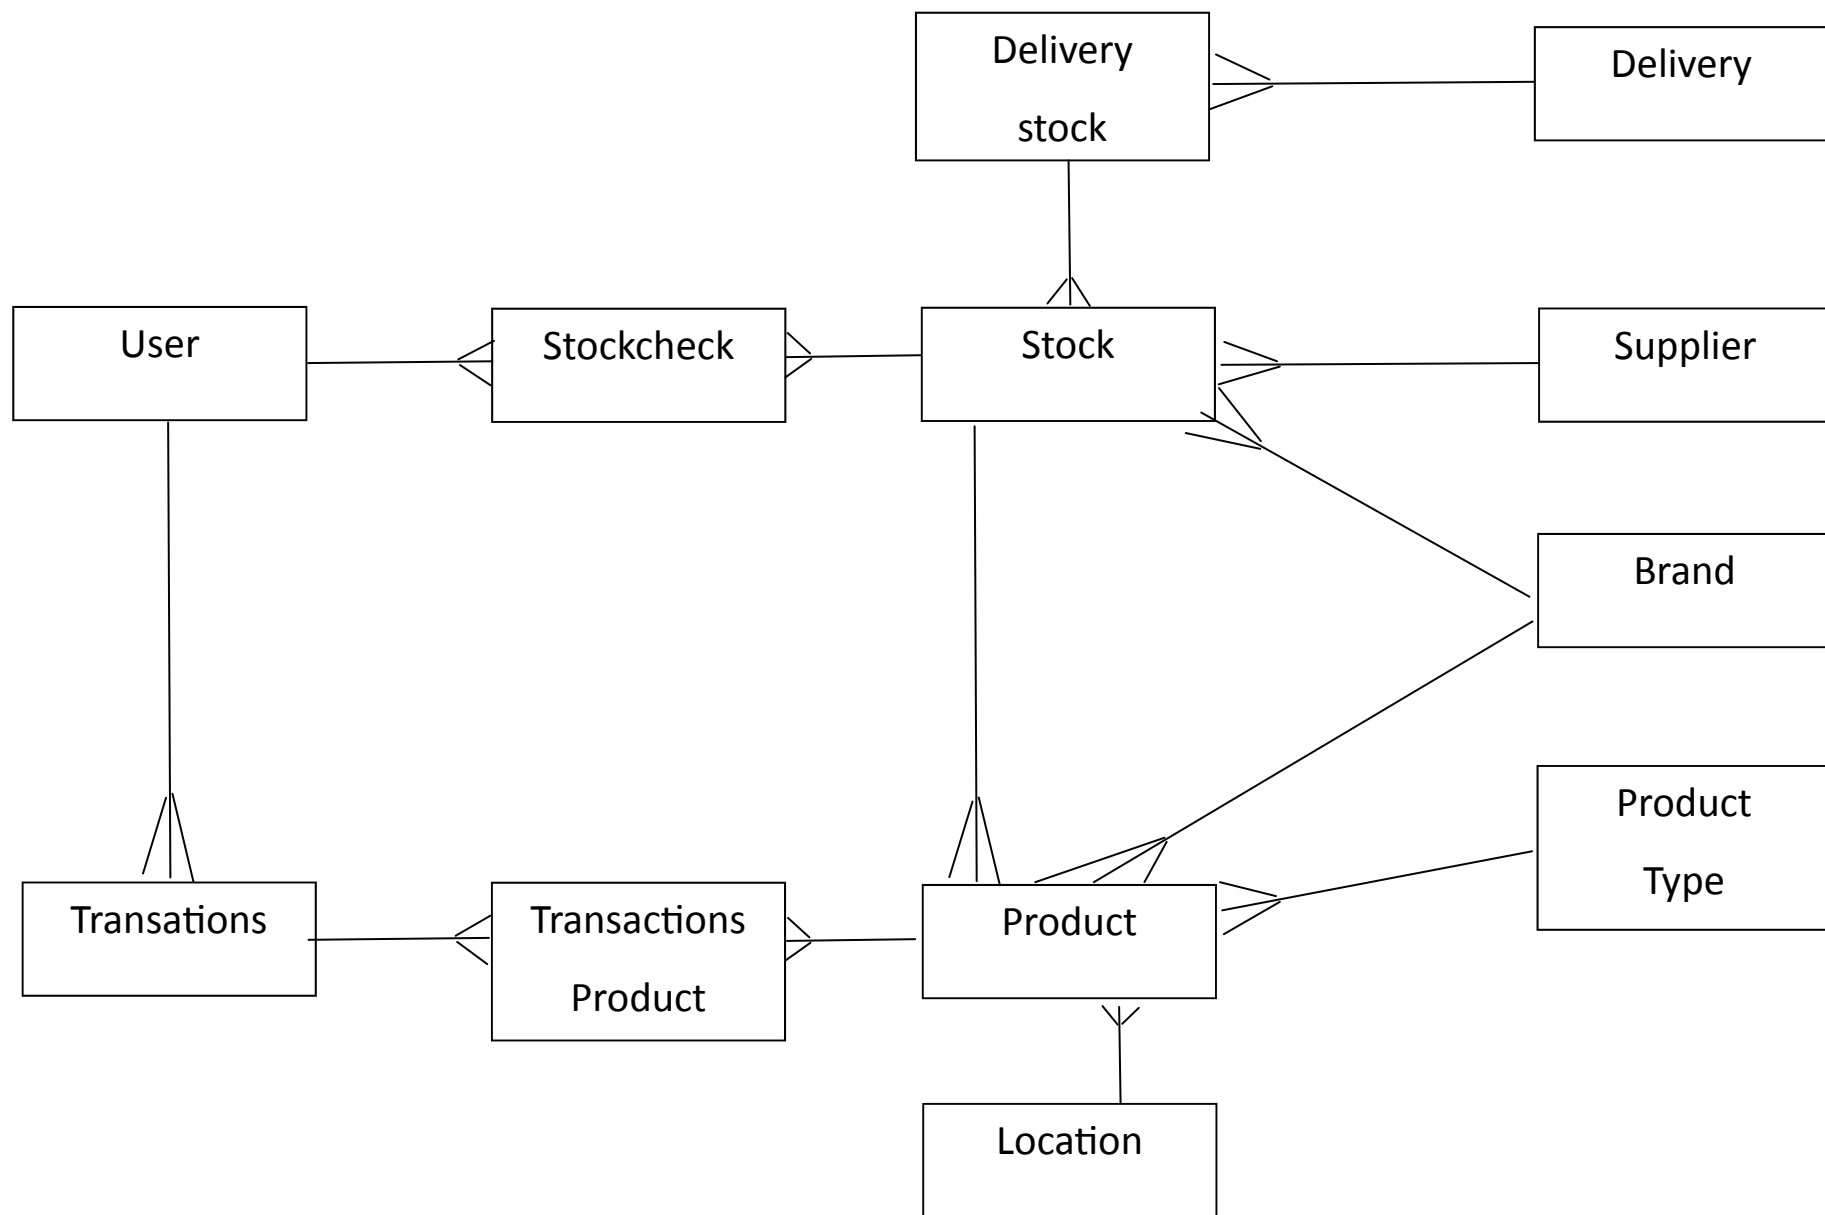 Delivery
stock
Delivery
User
Stockcheck
Stock
Supplier
Brand
Product
Type
Transations
Transactions
Product
Product
Location